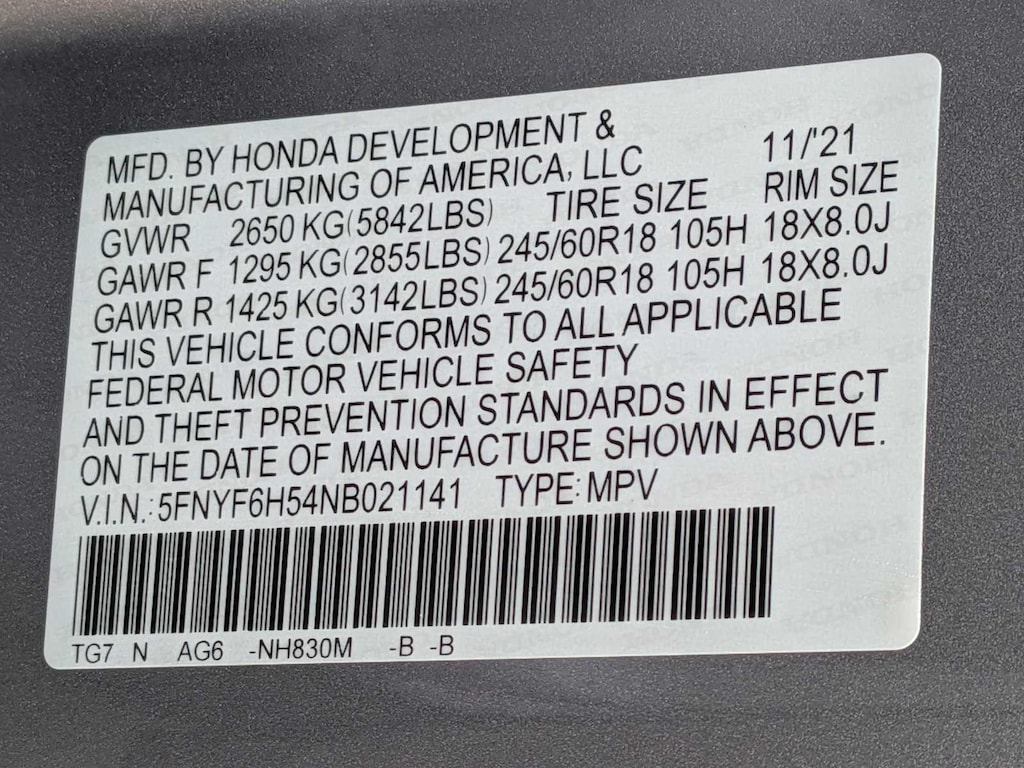 MFD. BY HONDA DEVELOPMENT &
MANUFACTURING OF AMERICA, LLC 11/'21
GVWR 2650 KG(5842LBS) TIRE SIZE RIM SIZE
GAWR F 1295 KG(2855LBS) 245/60R18 105H 18X8.0J
GAWR R 1425 KG(3142LBS) 245/60R18 105H 18X8.0J
THIS VEHICLE CONFORMS TO ALL APPLICABLE
FEDERAL MOTOR VEHICLE SAFETY
AND THEFT PREVENTION STANDARDS IN EFFECT
ON THE DATE OF MANUFACTURE SHOWN ABOVE.
V.I.N.: 5FNYF6H54NB021141 TYPE: MPV
TG7 N AG6 -NH830M -B -B